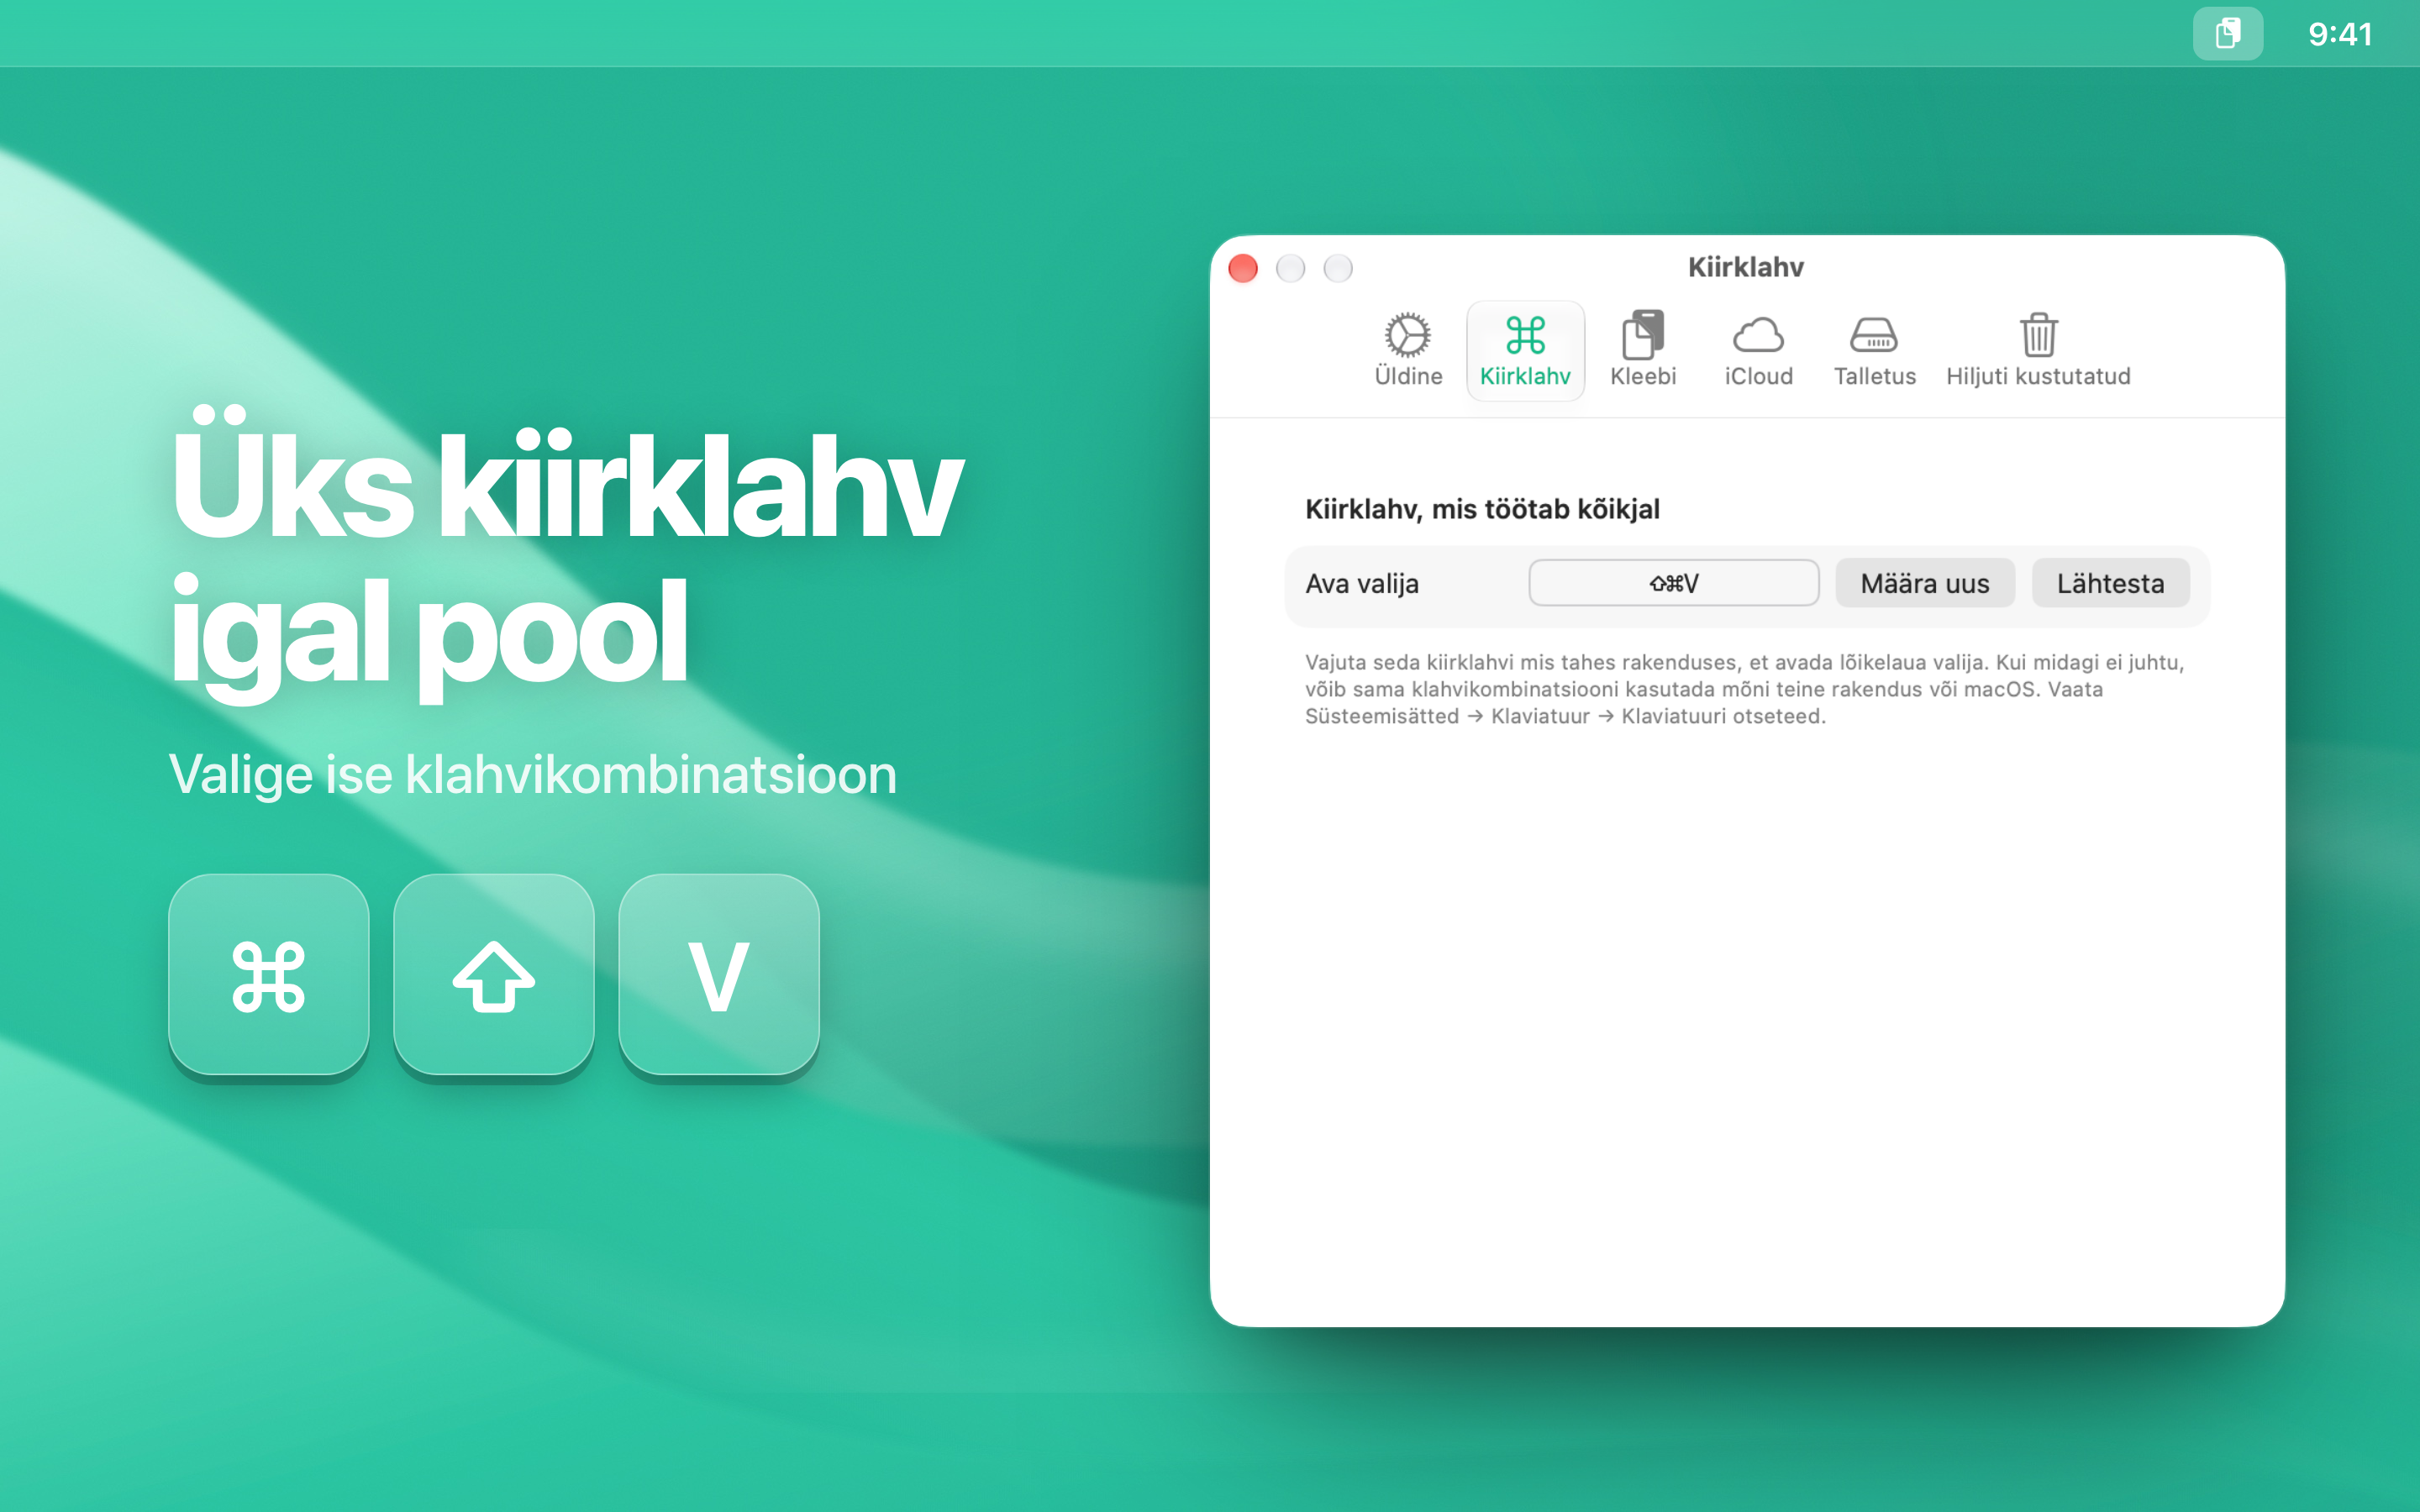 9:41
Üks kiirklahv
igal pool
Valige ise klahvikombinatsioon
⌘ ⇧ V
Kiirklahv
Üldine Kiirklahv Kleebi iCloud Talletus Hiljuti kustutatud
Kiirklahv, mis töötab kõikjal
Ava valija ⇧⌘V Määra uus Lähtesta
Vajuta seda kiirklahvi mis tahes rakenduses, et avada lõikelaua valija. Kui midagi ei juhtu,
võib sama klahvikombinatsiooni kasutada mõni teine rakendus või macOS. Vaata
Süsteemisätted → Klaviatuur → Klaviatuuri otseteed.